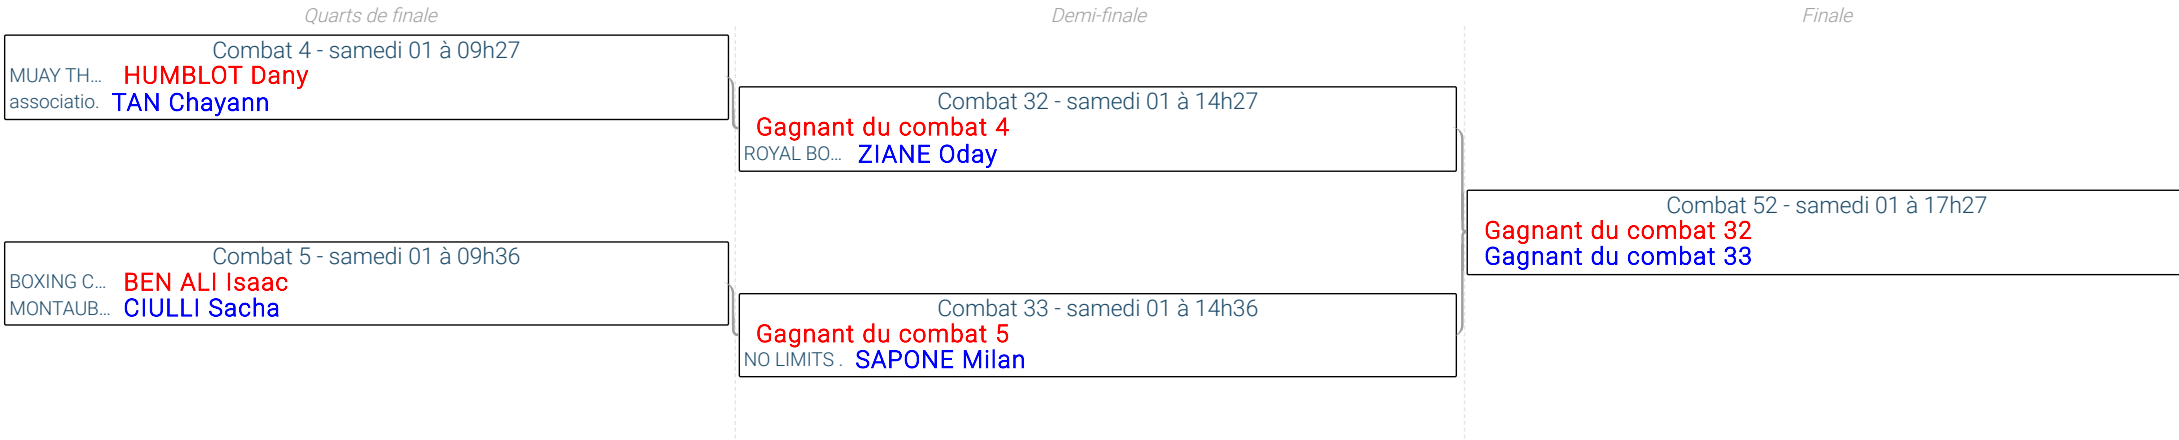 Quarts de finale
Demi-finale
Finale
Combat 4 - samedi 01 à 09h27
MUAY TH... HUMBLOT Dany
associatio. TAN Chayann
Combat 32 - samedi 01 à 14h27
Gagnant du combat 4
ROYAL BO... ZIANE Oday
Combat 52 - samedi 01 à 17h27
Gagnant du combat 32
Gagnant du combat 33
Combat 5 - samedi 01 à 09h36
BOXING C... BEN ALI Isaac
MONTAUB... CIULLI Sacha
Combat 33 - samedi 01 à 14h36
Gagnant du combat 5
NO LIMITS . SAPONE Milan